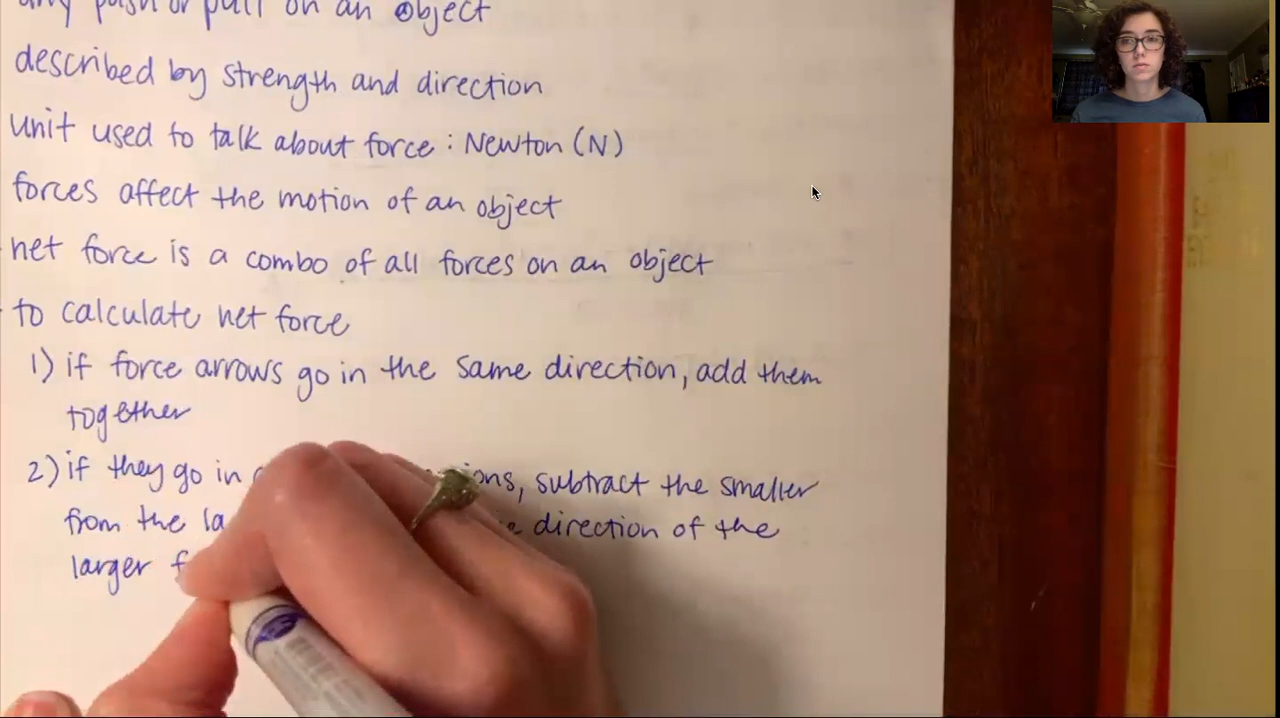 any push or pull on an object
described by strength and direction
unit used to talk about force: Newton (N)
forces affect the motion of an object
net force is a combo of all forces on an object
to calculate net force
1) if force arrows go in the same direction, add them
together
2) if they go in subtract the smaller
from the direction of the
larger